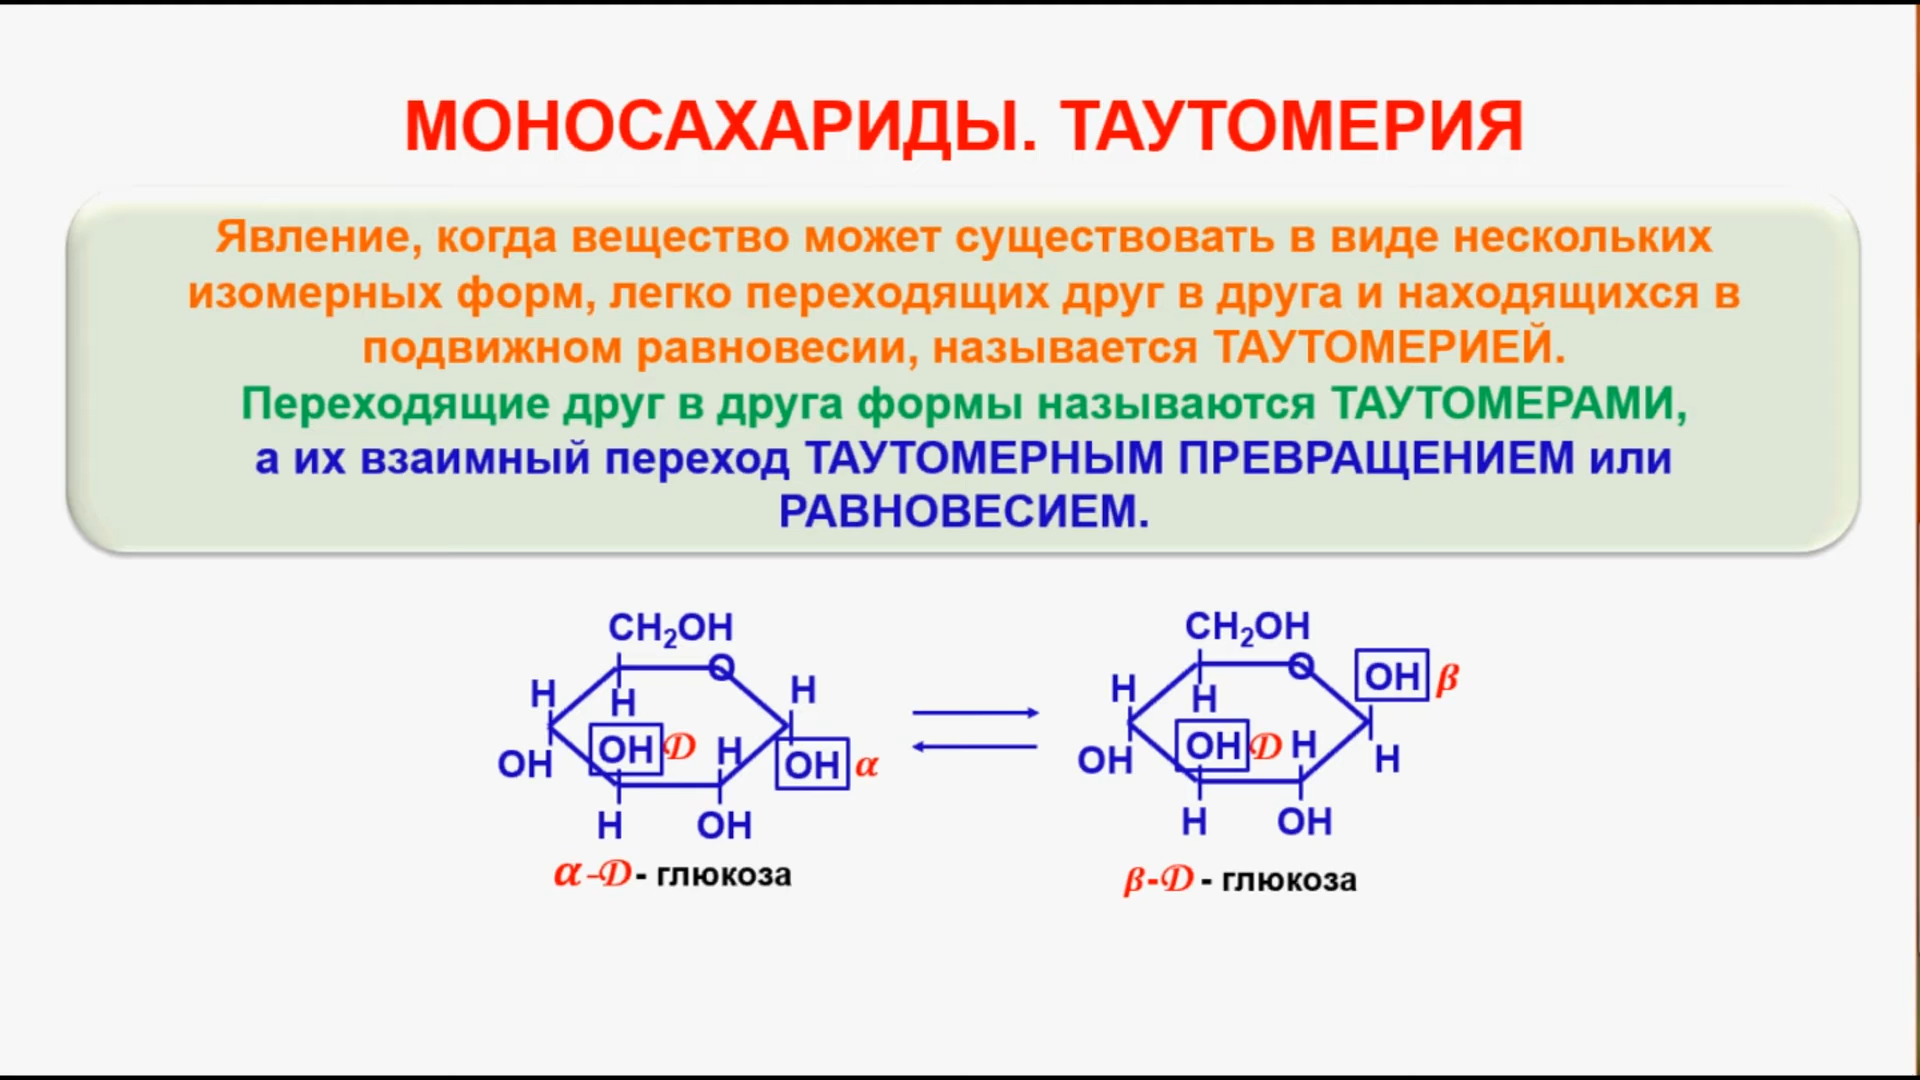 МОНОСАХАРИДЫ. ТАУТОМЕРИЯ
Явление, когда вещество может существовать в виде нескольких
изомерных форм, легко переходящих друг в друга и находящихся в
подвижном равновесии, называется ТАУТОМЕРИЕЙ.
Переходящие друг в друга формы называются ТАУТОМЕРАМИ,
а их взаимный переход ТАУТОМЕРНЫМ ПРЕВРАЩЕНИЕМ или
РАВНОВЕСИЕМ.
CH₂OH
O
H
H
H
OH
OH D
H
OH α
H
OH
α-D- глюкоза
CH₂OH
O
OH β
H
H
OH
OH D
H
H
H
OH
β-D - глюкоза